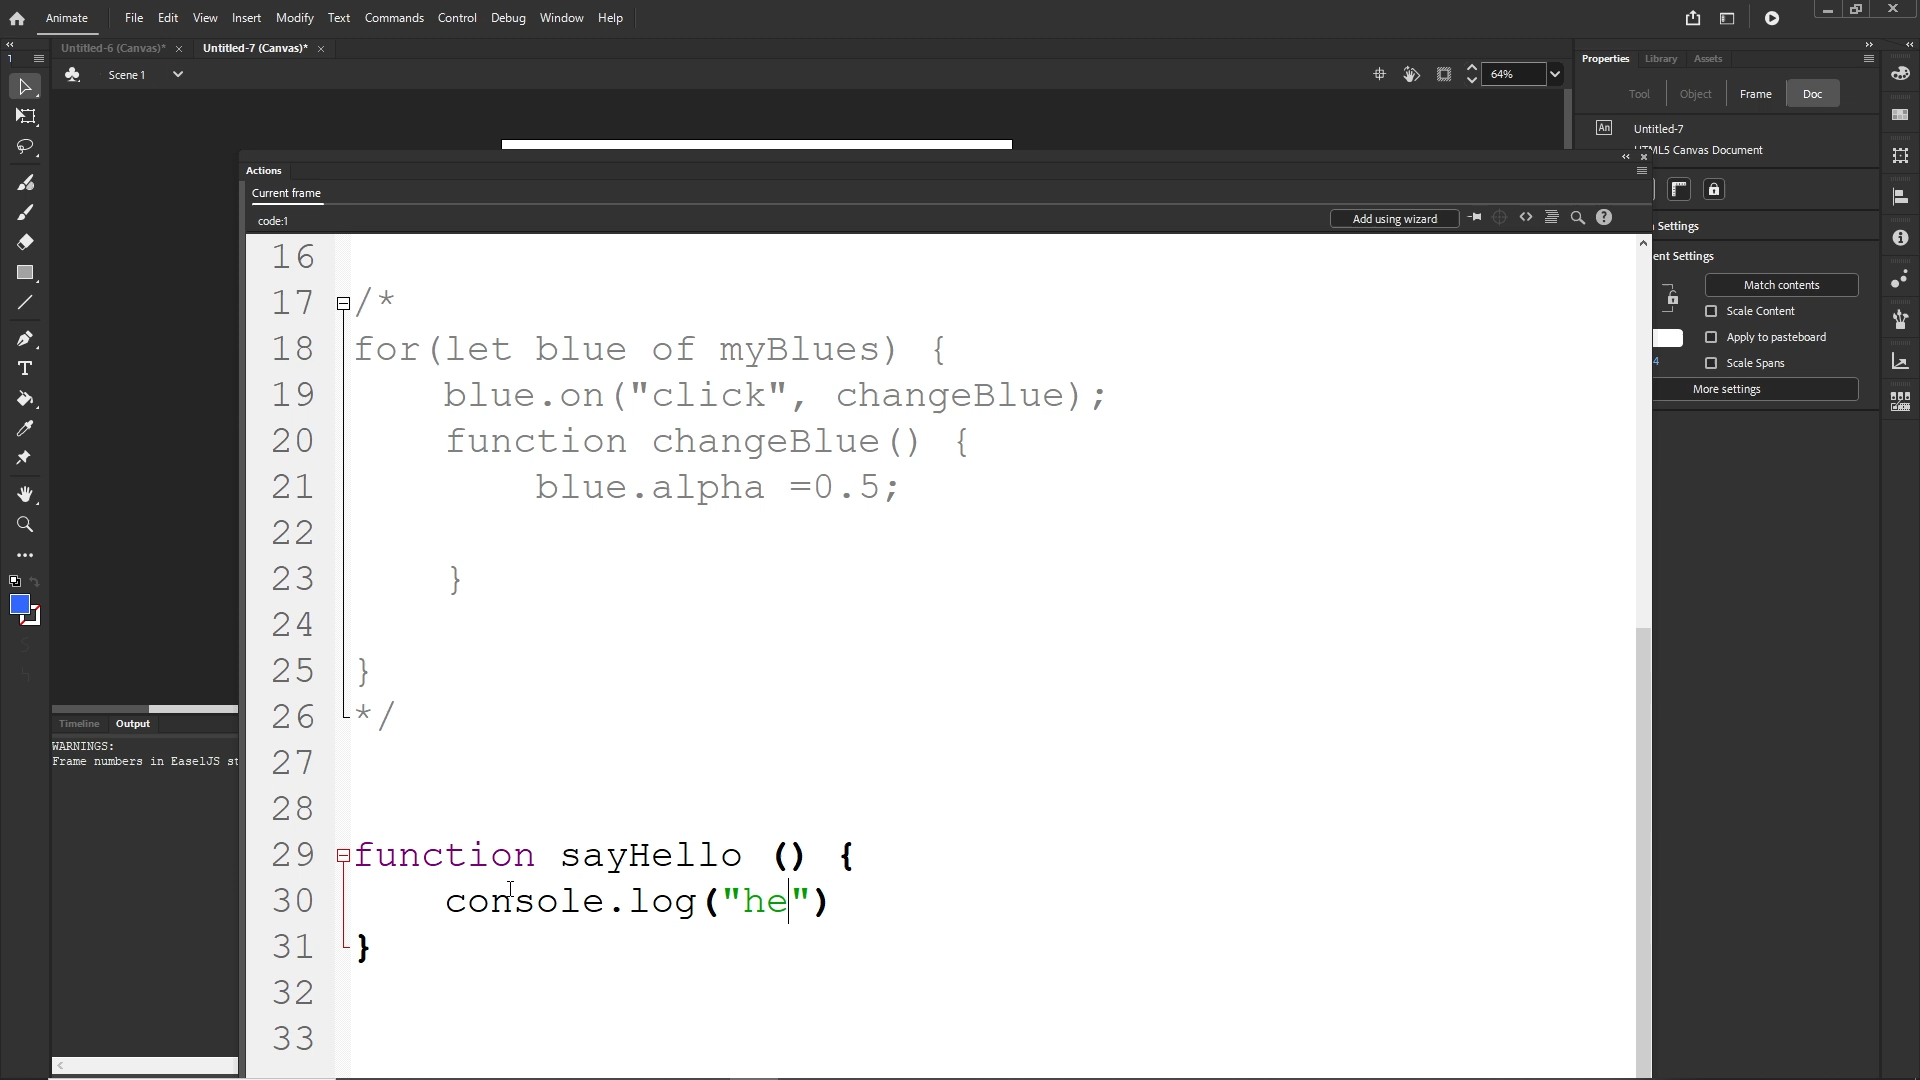 Animate File Edit View Insert Modify Text Commands Control Debug Window Help
Untitled-6 (Canvas)* × Untitled-7 (Canvas)* ×
Scene 1
64%
Properties Library Assets
Tool Object Frame Doc
An Untitled-7
HTML5 Canvas Document
Settings
ent Settings
Match contents
Scale Content
Apply to pasteboard
4 Scale Spans
More settings
Actions
Current frame
code:1
Add using wizard
16
17 /*
18 for(let blue of myBlues) {
19 blue.on("click", changeBlue);
20 function changeBlue() {
21 blue.alpha =0.5;
22
23 }
24
25 }
26 */
27
28
29 function sayHello () {
30 console.log("he")
31 }
32
33
Timeline Output
WARNINGS:
Frame numbers in EaselJS st